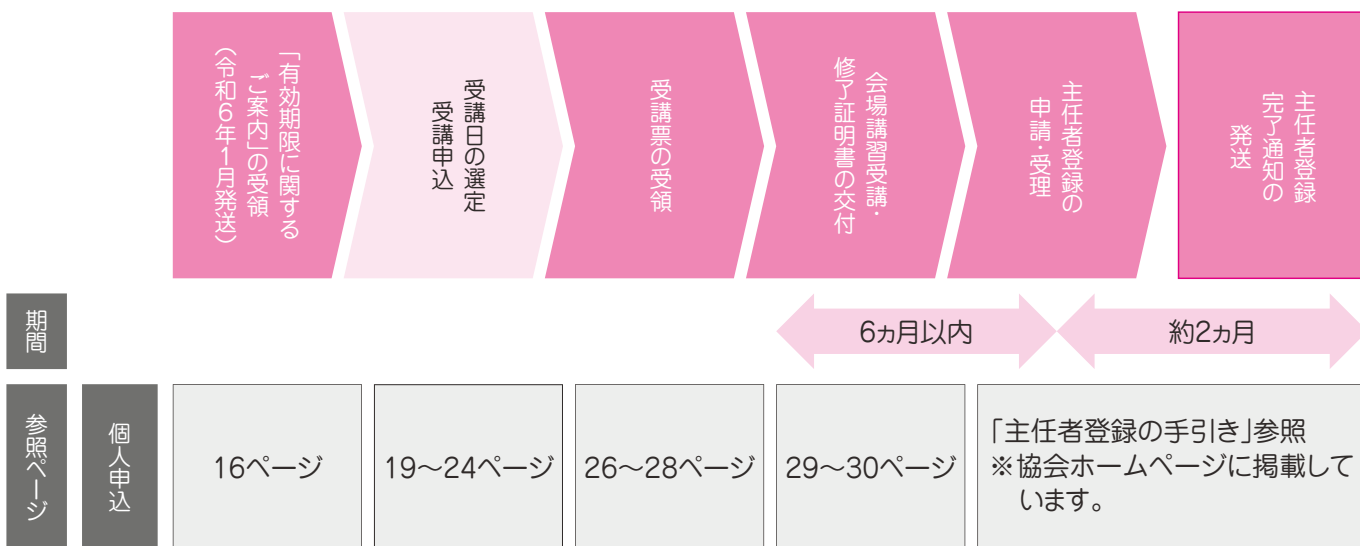 「有効期限に関する
ご案内」の受領
（令和6年1月発送）
受講日の選定
受講申込
受講票の受領
会場講習受講・
修了証明書の交付
主任者登録の
申請・受理
主任者登録
完了通知の
発送
期間
6ヵ月以内
約2ヵ月
参照ページ
個人申込
16ページ
19〜24ページ
26〜28ページ
29〜30ページ
「主任者登録の手引き」参照
※協会ホームページに掲載して
います。